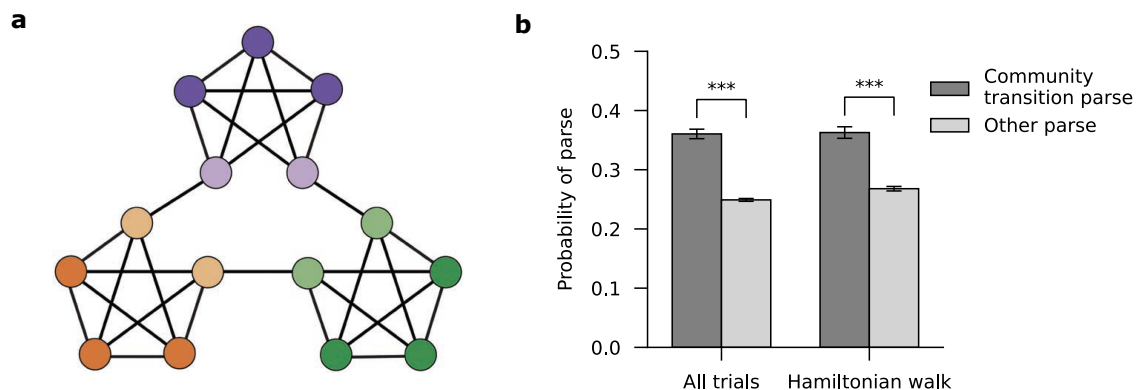 a
b
0.5
0.4
0.3
0.2
0.1
0.0
Probability of parse
***
***
Community
transition parse
Other parse
All trials
Hamiltonian walk